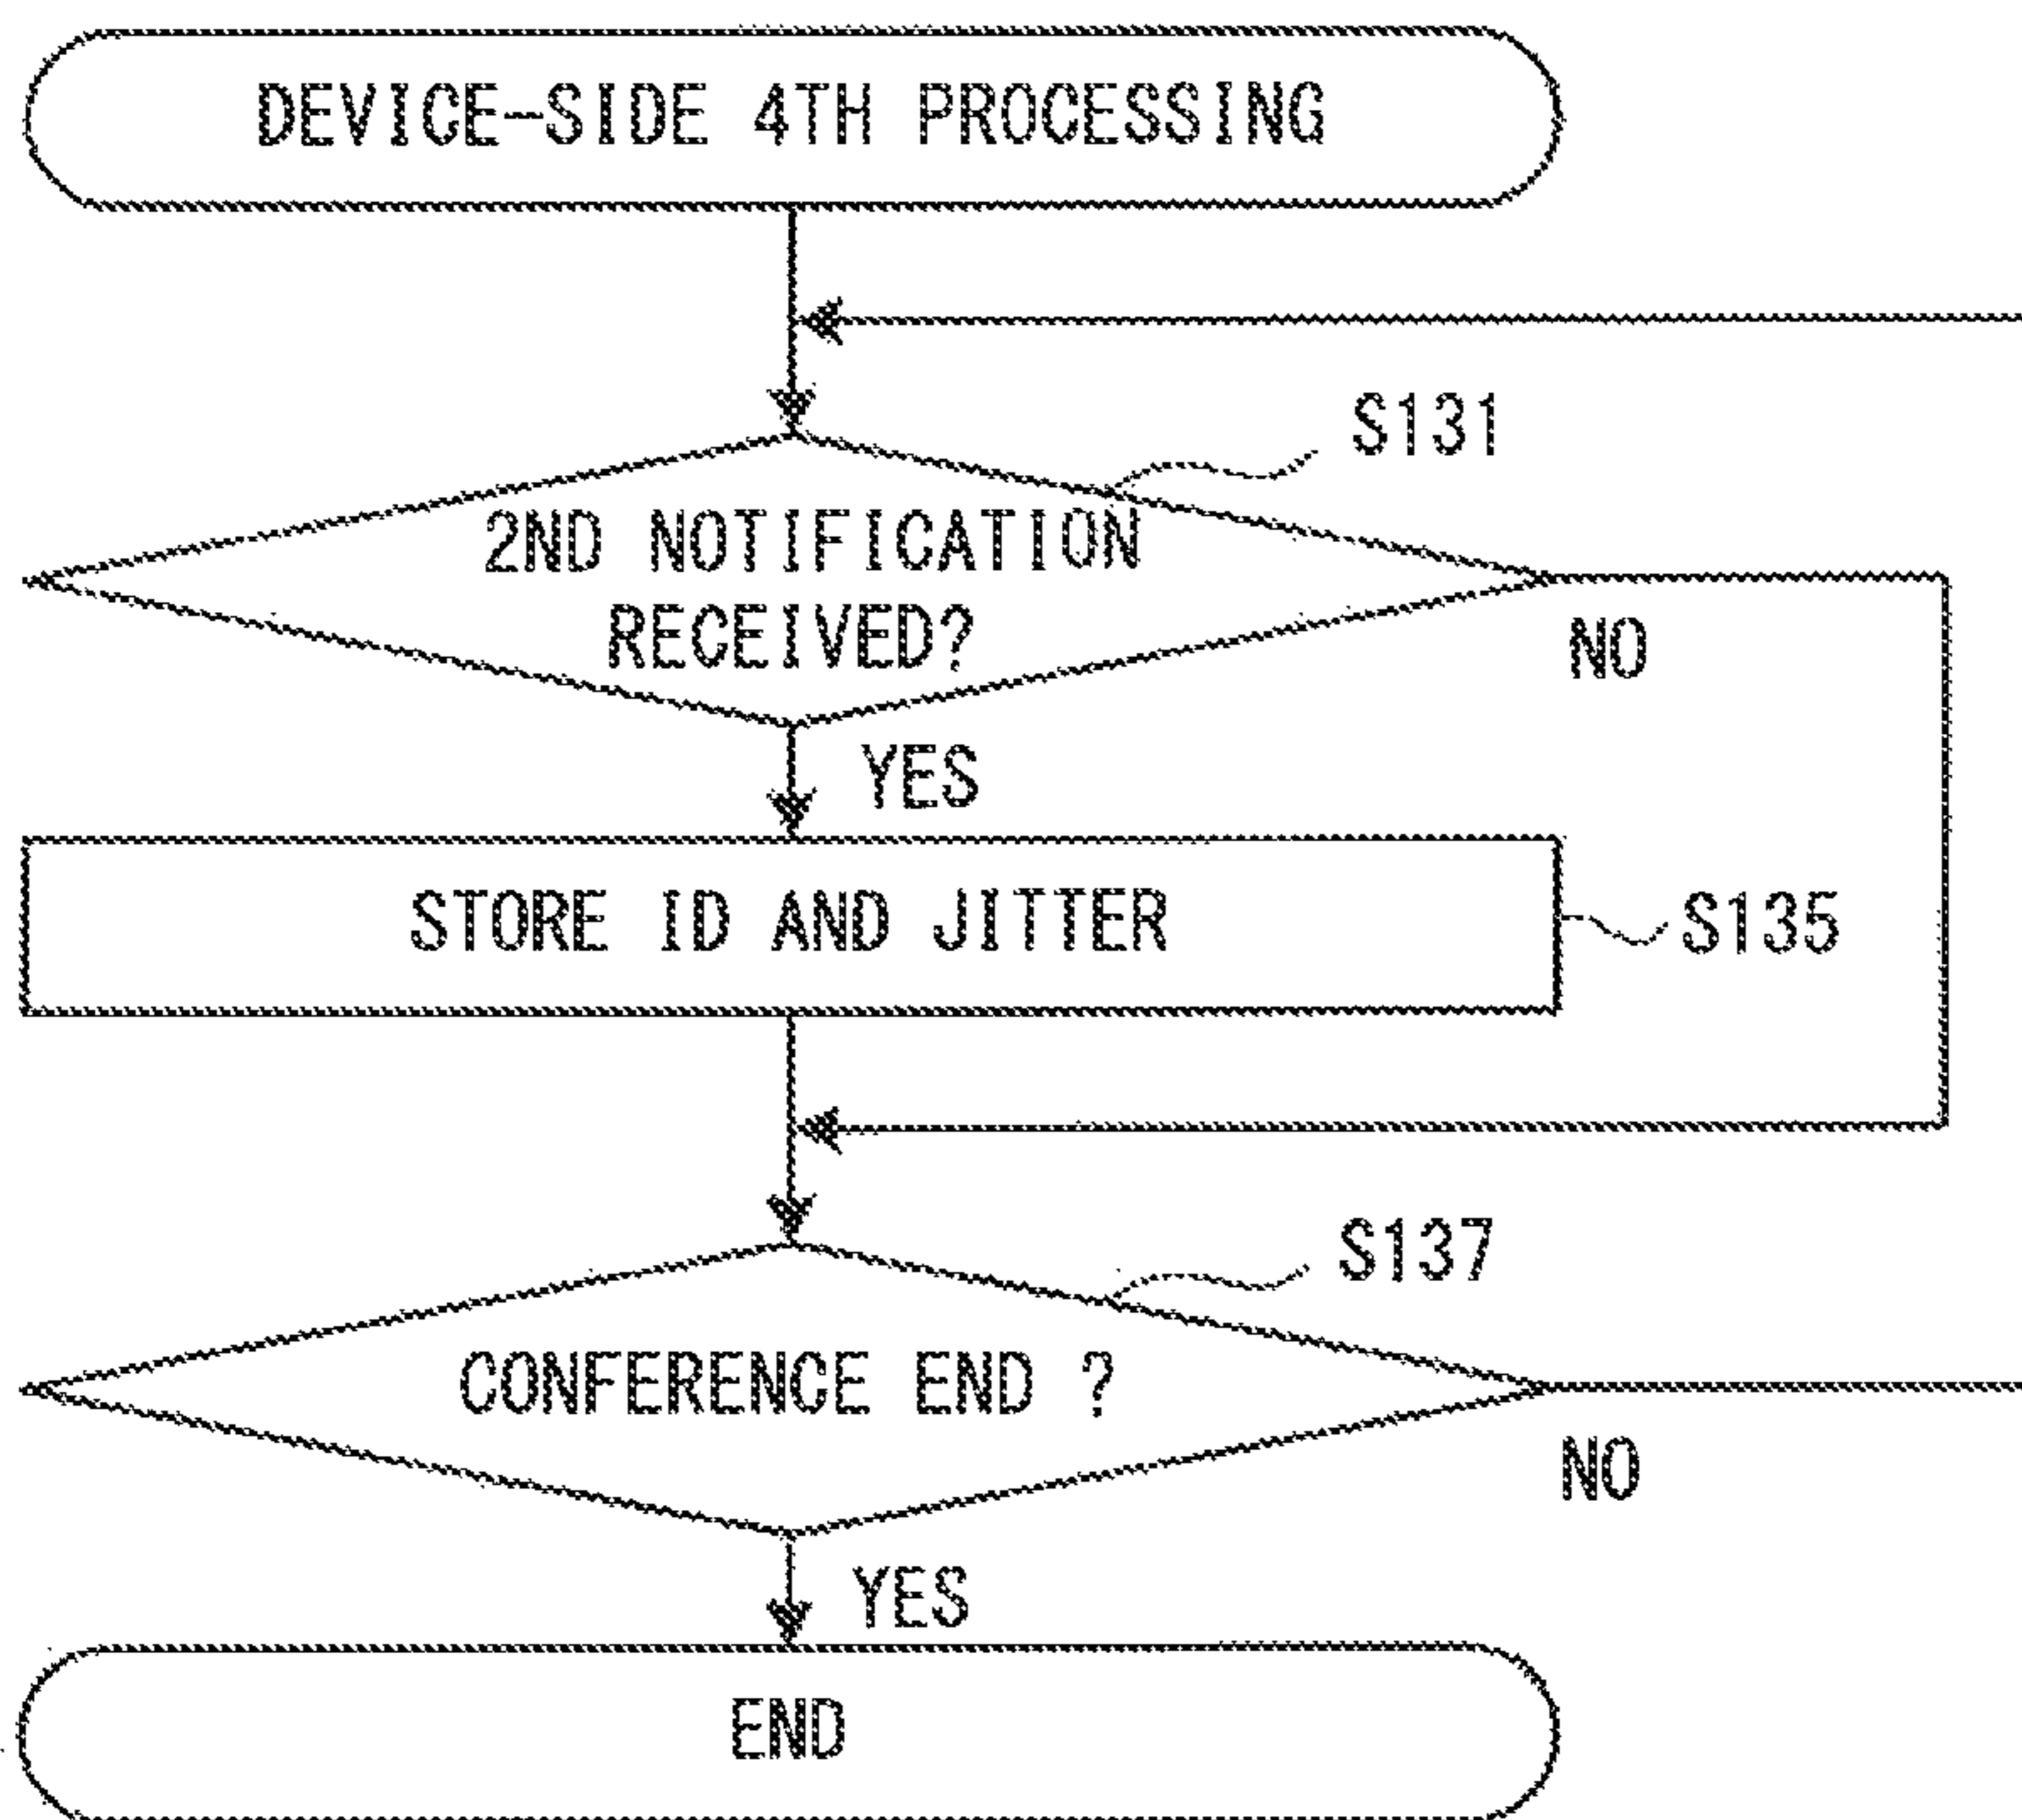 DEVICE-SIDE 4TH PROCESSING
S131
2ND NOTIFICATION
RECEIVED?
NO
YES
STORE ID AND JITTER
S135
S137
CONFERENCE END ?
NO
YES
END